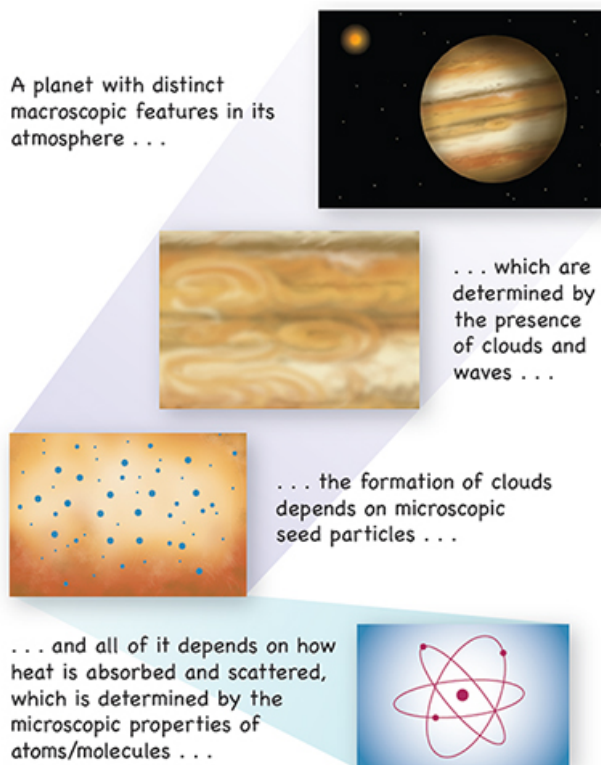 A planet with distinct
macroscopic features in its
atmosphere . . .
. . . which are
determined by
the presence
of clouds and
waves . . .
. . . the formation of clouds
depends on microscopic
seed particles . . .
. . . and all of it depends on how
heat is absorbed and scattered,
which is determined by the
microscopic properties of
atoms/molecules . . .